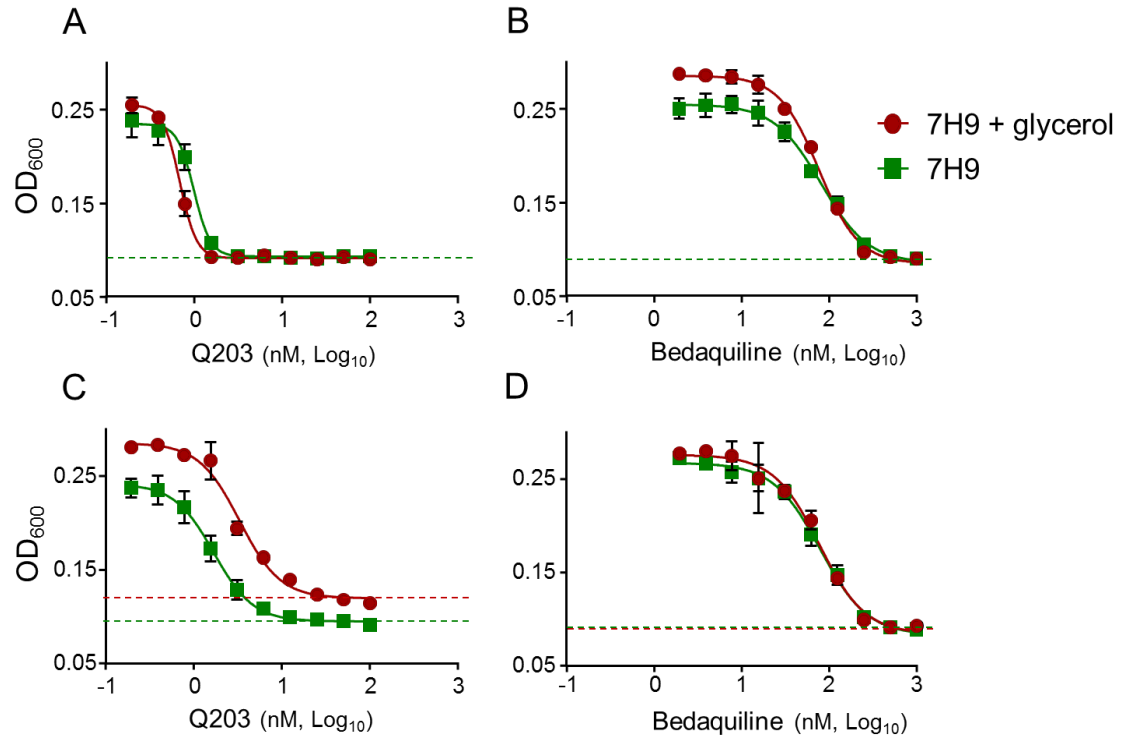 A
B
0.25
0.15
0.05
OD600
-1
0
1
2
3
Q203 (nM, Log10)
0.25
0.15
0.05
-1
0
1
2
3
Bedaquiline (nM, Log10)
7H9 + glycerol
7H9
C
D
0.25
0.15
0.05
OD600
-1
0
1
2
3
Q203 (nM, Log10)
0.25
0.15
0.05
-1
0
1
2
3
Bedaquiline (nM, Log10)